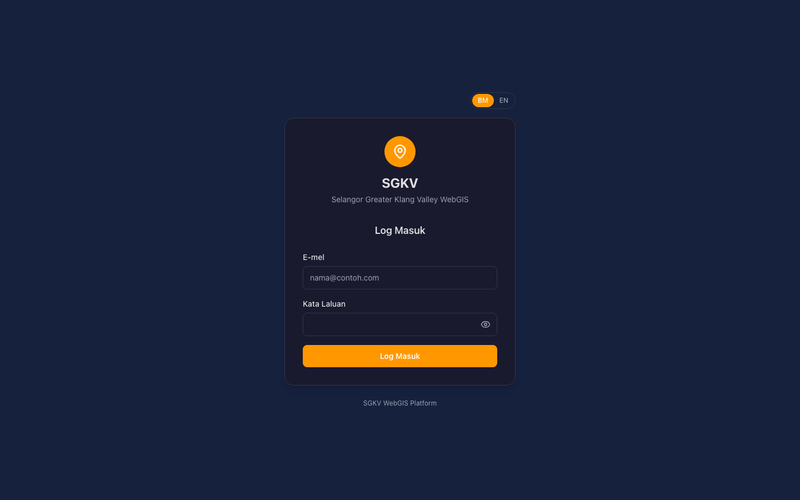 BM EN
SGKV
Selangor Greater Klang Valley WebGIS
Log Masuk
E-mel
nama@contoh.com
Kata Laluan
Log Masuk
SGKV WebGIS Platform